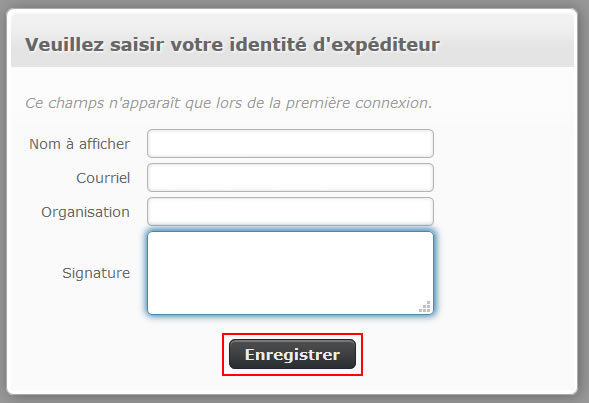 Veuillez saisir votre identité d'expéditeur
Ce champs n'apparaît que lors de la première connexion.
Nom à afficher
Courriel
Organisation
Signature
Enregistrer